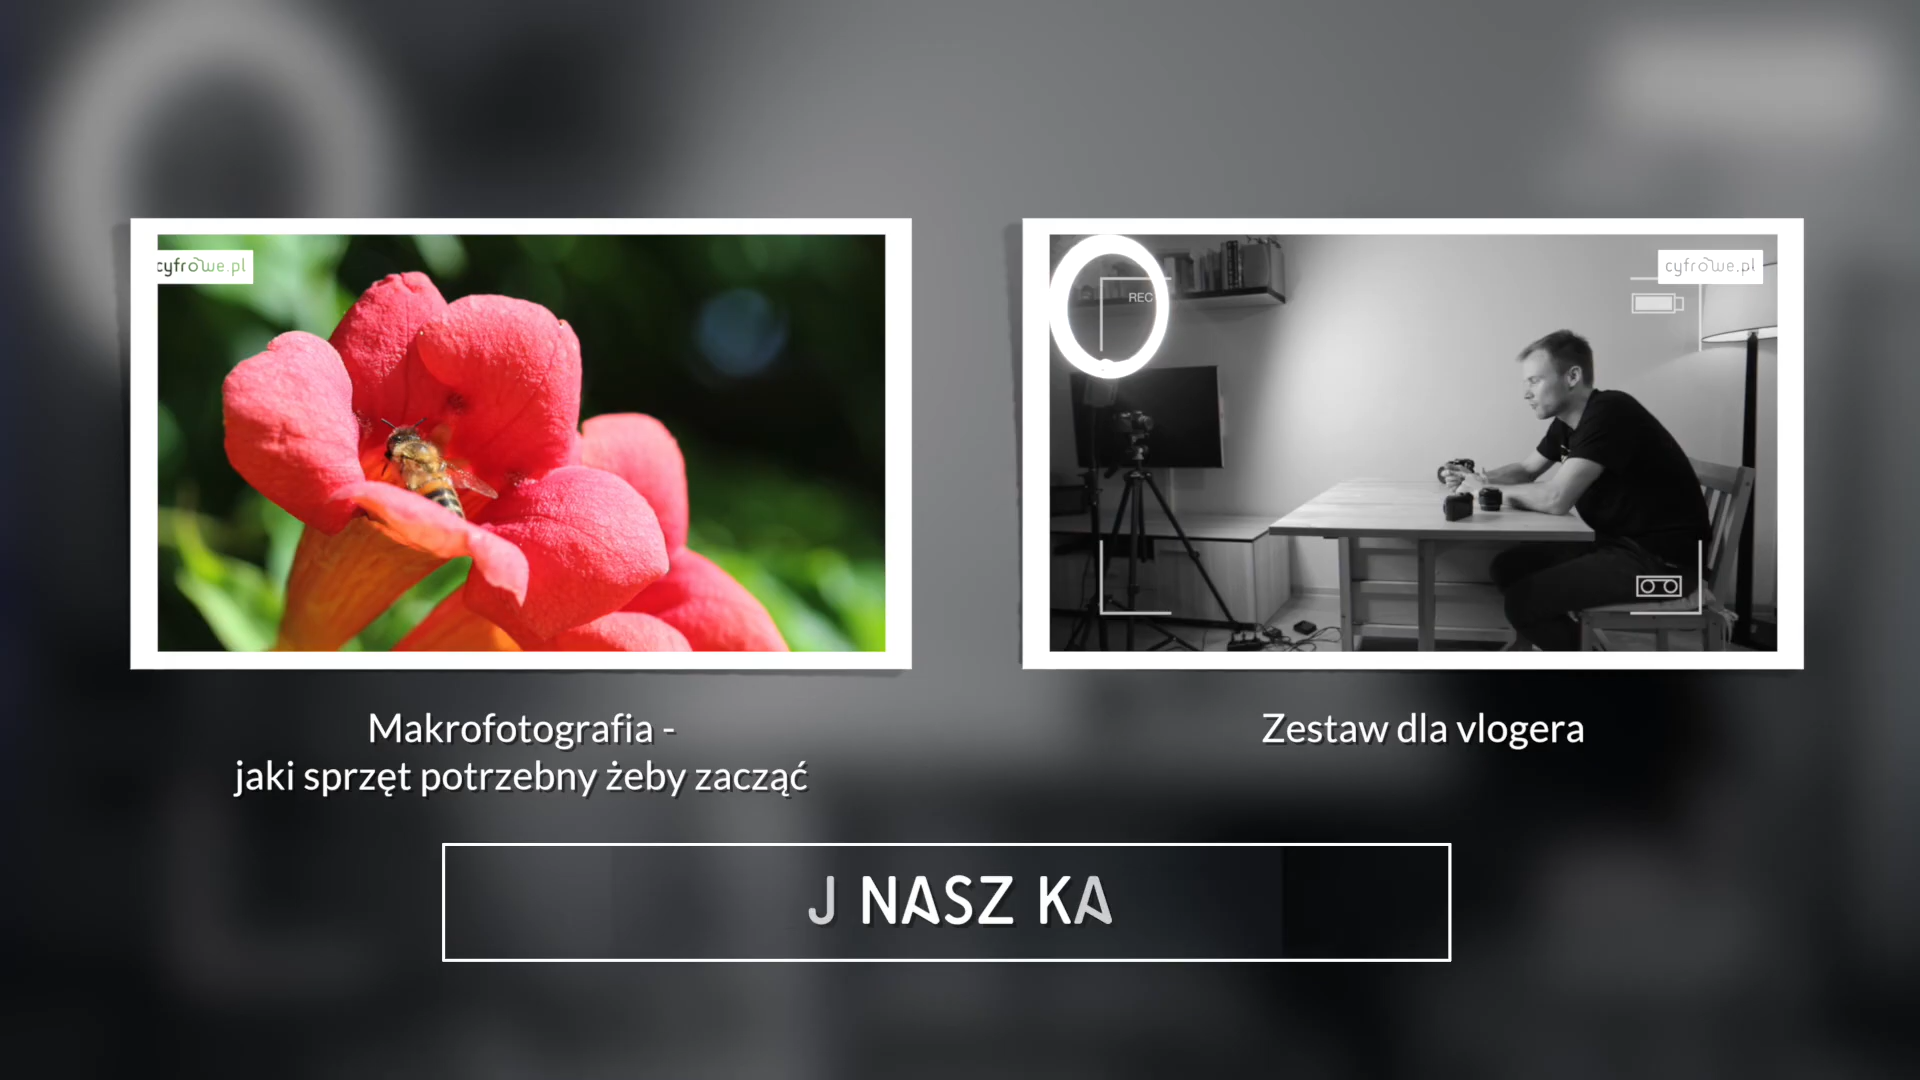 cyfrowe.pl
REC
cyfrowe.pl
Makrofotografia -
jaki sprzęt potrzebny żeby zacząć
Zestaw dla vlogera
J NASZ KA